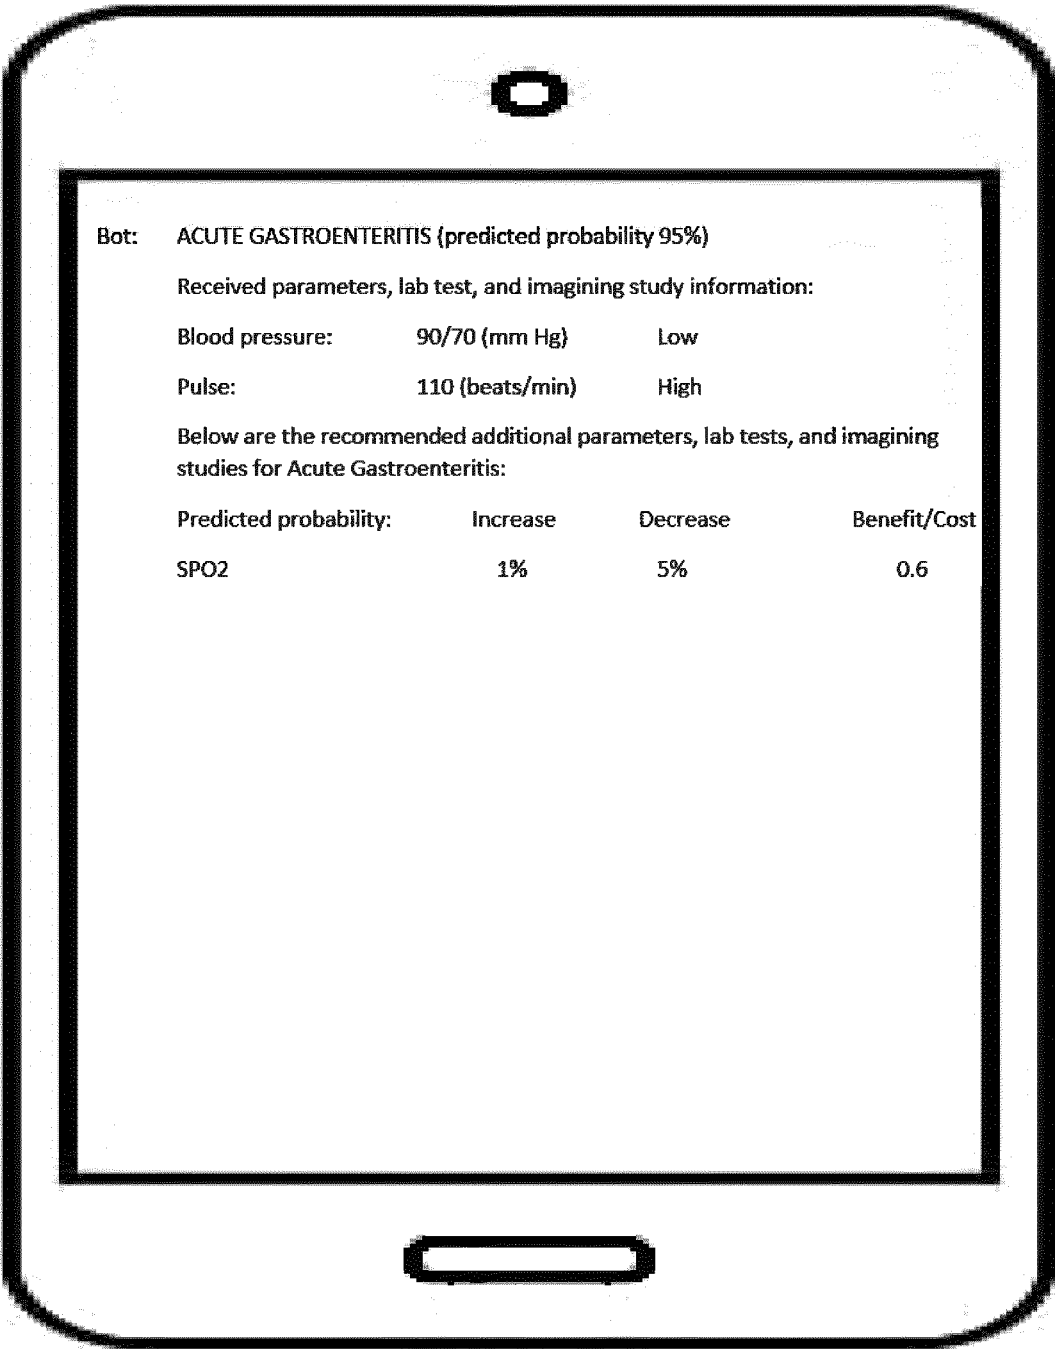 Bot: ACUTE GASTROENTERITIS (predicted probability 95%)
Received parameters, lab test, and imagining study information:
Blood pressure: 90/70 (mm Hg) Low
Pulse: 110 (beats/min) High
Below are the recommended additional parameters, lab tests, and imagining
studies for Acute Gastroenteritis:
Predicted probability: Increase Decrease Benefit/Cost
SPO2 1% 5% 0.6